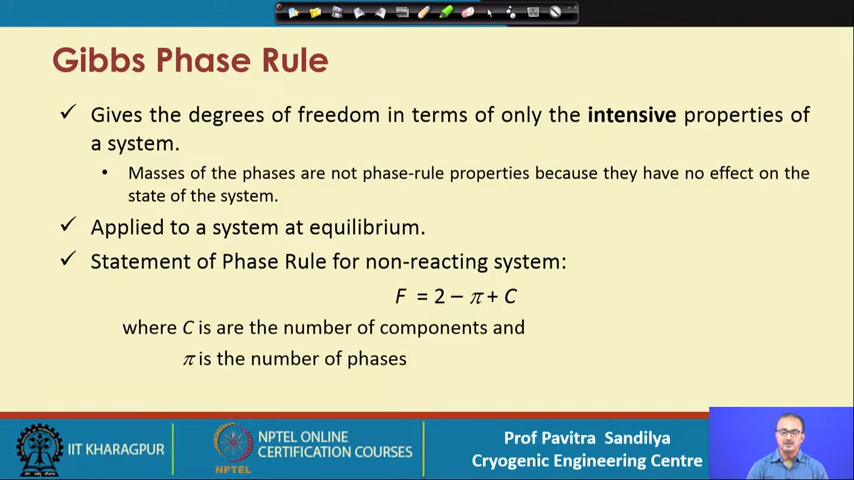 Gibbs Phase Rule
✓ Gives the degrees of freedom in terms of only the intensive properties of
a system.
• Masses of the phases are not phase-rule properties because they have no effect on the
state of the system.
✓ Applied to a system at equilibrium.
✓ Statement of Phase Rule for non-reacting system:
F = 2 – π + C
where C is are the number of components and
π is the number of phases
IIT KHARAGPUR
NPTEL
NPTEL ONLINE
CERTIFICATION COURSES
Prof Pavitra Sandilya
Cryogenic Engineering Centre